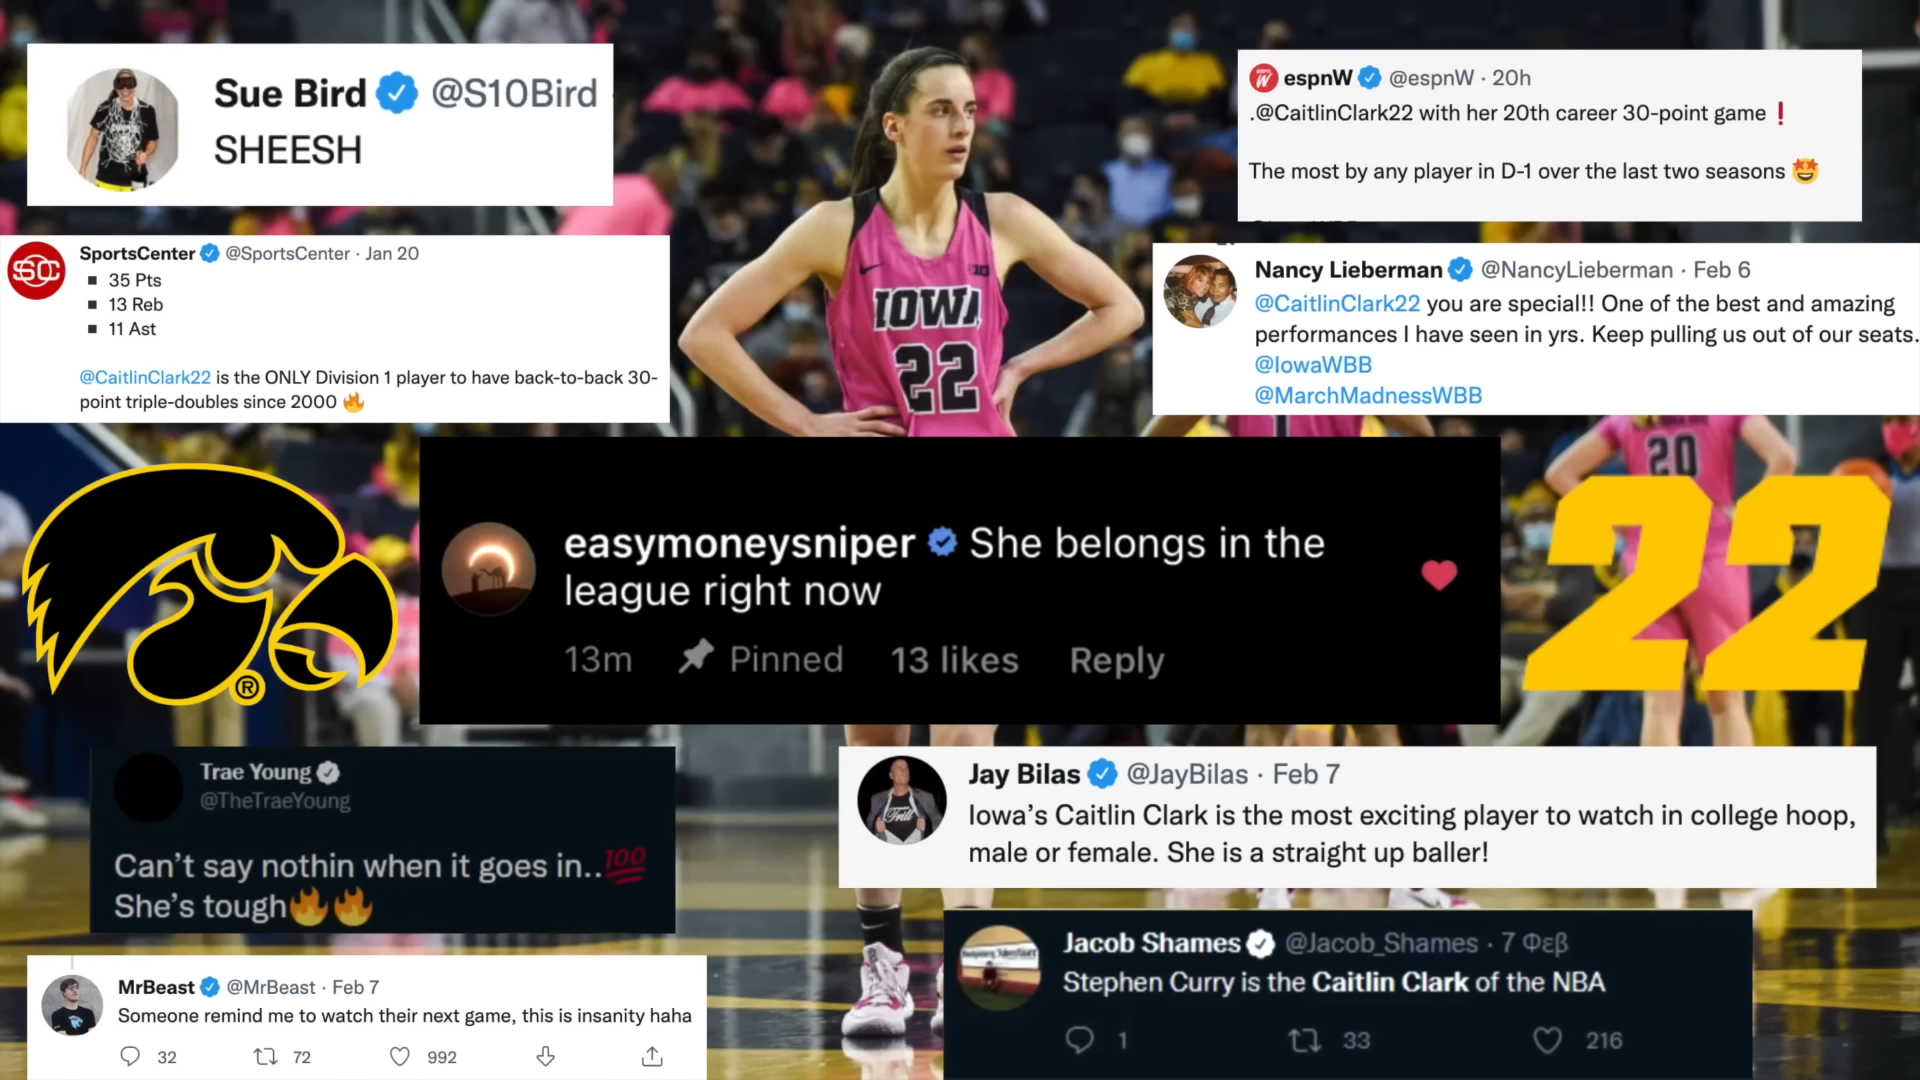 Sue Bird @S10Bird
SHEESH
espnW @espnW · 20h
.@CaitlinClark22 with her 20th career 30-point game❗
The most by any player in D-1 over the last two seasons 🤩
SC
SportsCenter @SportsCenter · Jan 20
▪ 35 Pts
▪ 13 Reb
▪ 11 Ast
@CaitlinClark22 is the ONLY Division 1 player to have back-to-back 30-
point triple-doubles since 2000 🔥
IOWA
22
Nancy Lieberman @NancyLieberman · Feb 6
@CaitlinClark22 you are special!! One of the best and amazing
performances I have seen in yrs. Keep pulling us out of our seats.
@IowaWBB
@MarchMadnessWBB
20
®
easymoneysniper She belongs in the
league right now
13m Pinned 13 likes Reply
22
Trae Young
@TheTraeYoung
Can’t say nothin when it goes in..💯
She’s tough🔥🔥
Jay Bilas @JayBilas · Feb 7
Iowa’s Caitlin Clark is the most exciting player to watch in college hoop,
male or female. She is a straight up baller!
Trill
MrBeast @MrBeast · Feb 7
Someone remind me to watch their next game, this is insanity haha
32 72 992
Jacob Shames @Jacob_Shames · 7 Φεβ
Stephen Curry is the Caitlin Clark of the NBA
1 33 216